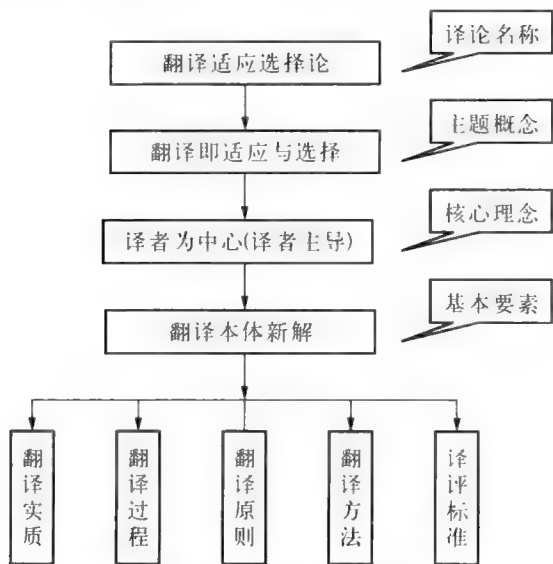 翻译适应选择论
译论名称
翻译即适应与选择
主题概念
译者为中心(译者主导)
核心理念
翻译本体新解
基本要素
翻译实质
翻译过程
翻译原则
翻译方法
译评标准